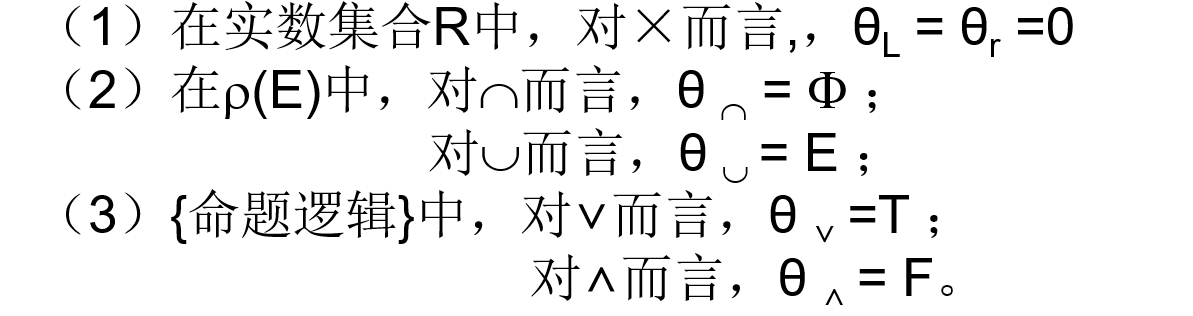 （1）在实数集合R中，对×而言,，θL = θr =0
（2）在ρ(E)中，对∩而言，θ ∩ = Φ ；
对∪而言，θ ∪ = E ；
（3）{命题逻辑}中，对∨而言，θ ∨ =T ；
对∧而言，θ ∧ = F。